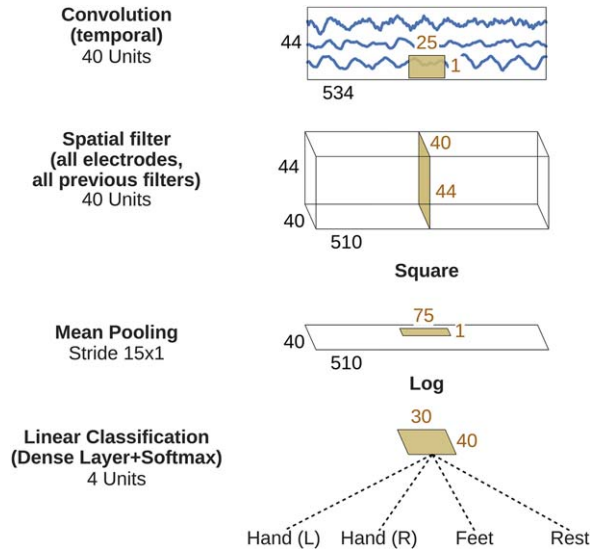 Convolution
(temporal)
40 Units
44
25
1
534
Spatial filter
(all electrodes,
all previous filters)
40 Units
44
40
40
44
510
Square
Mean Pooling
Stride 15x1
40
75
1
510
Log
Linear Classification
(Dense Layer+Softmax)
4 Units
30
40
Hand (L) Hand (R) Feet Rest